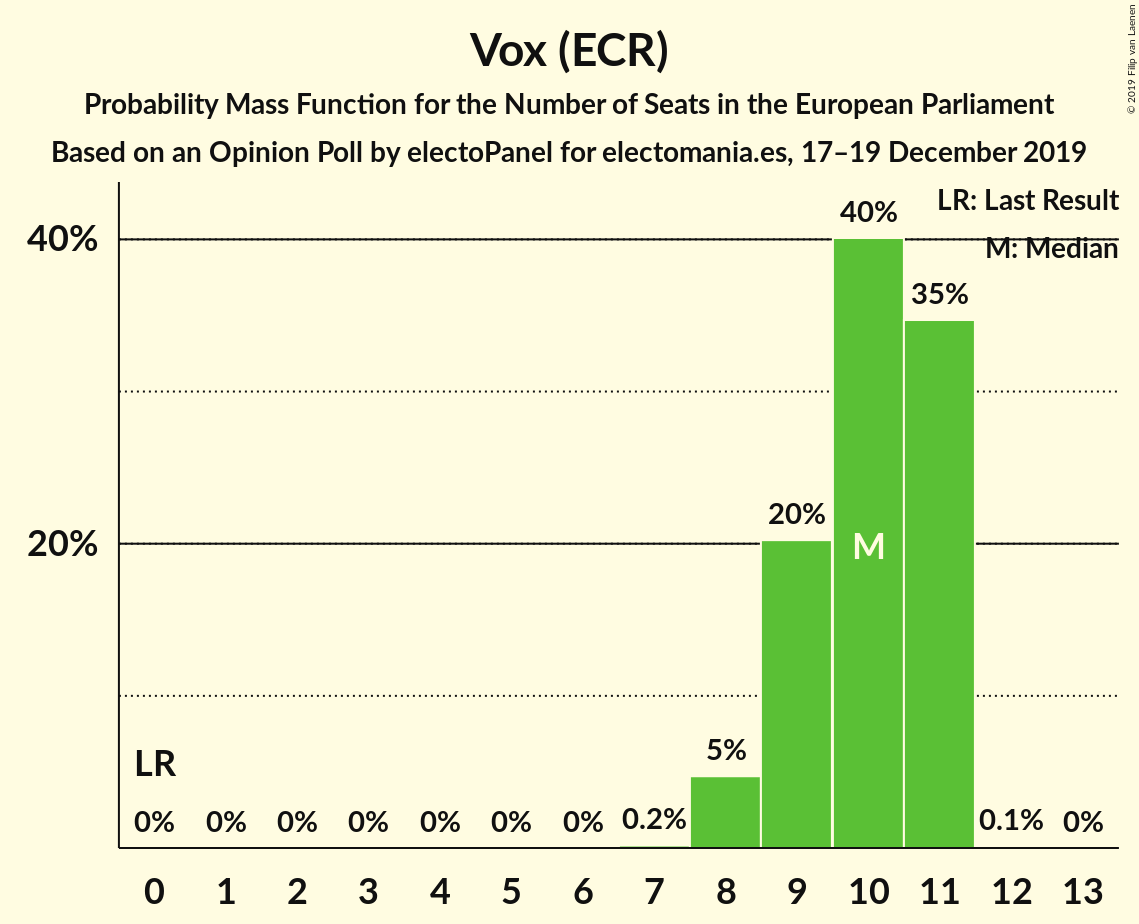 Vox (ECR)
Probability Mass Function for the Number of Seats in the European Parliament
Based on an Opinion Poll by electoPanel for electomania.es, 17–19 December 2019
© 2019 Filip van Laenen
LR: Last Result
M: Median
40%
20%
LR
0%
0%
0%
0%
0%
0%
0%
0.2%
5%
20%
40%
35%
0.1%
0%
M
0 1 2 3 4 5 6 7 8 9 10 11 12 13